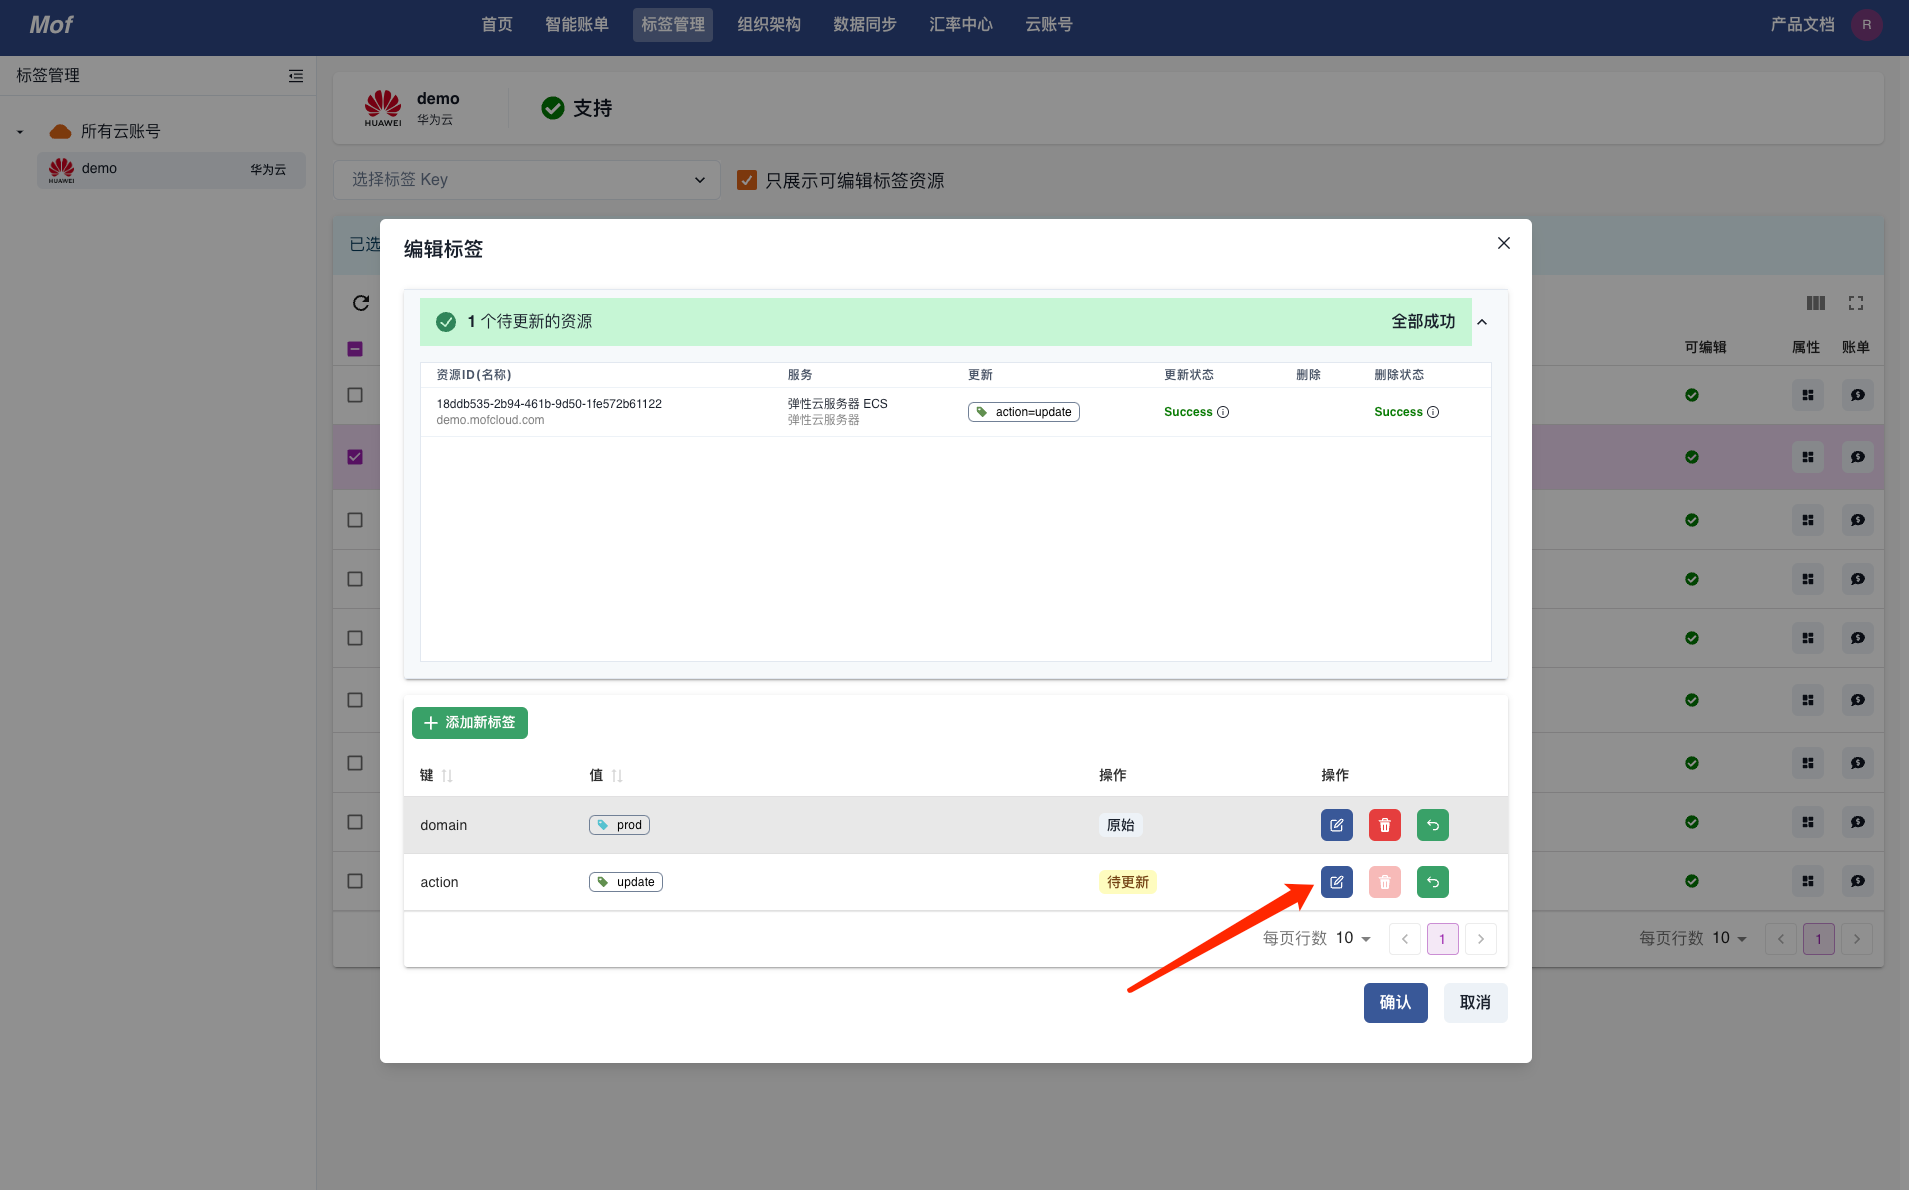 Mof 首页 智能账单 标签管理 组织架构 数据同步 汇率中心 云账号 产品文档 R
标签管理
所有云账号
HUAWEI demo 华为云
HUAWEI demo 支持
华为云
选择标签 Key 只展示可编辑标签资源
已选
可编辑 属性 账单
编辑标签
1 个待更新的资源 全部成功
资源ID(名称) 服务 更新 更新状态 删除 删除状态
18ddb535-2b94-461b-9d50-1fe572b61122 弹性云服务器 ECS action=update Success Success
demo.mofcloud.com 弹性云服务器
添加新标签
键 值 操作 操作
domain prod 原始
action update 待更新
每页行数 10 1
每页行数 10 1
确认 取消